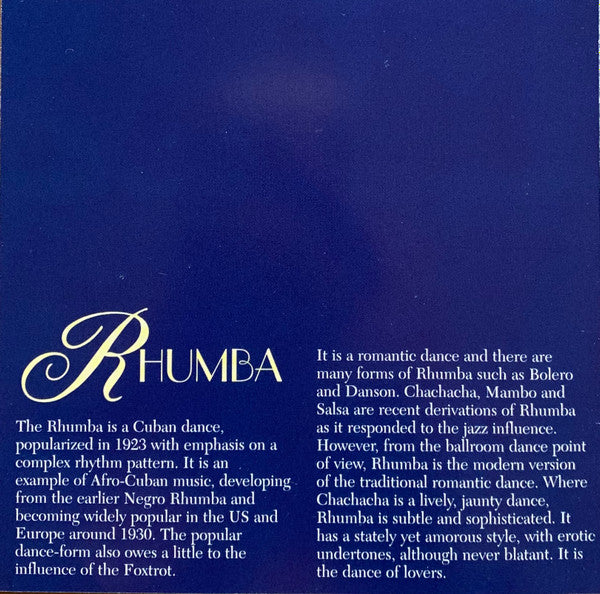 RHUMBA
The Rhumba is a Cuban dance,
popularized in 1923 with emphasis on a
complex rhythm pattern. It is an
example of Afro-Cuban music, developing
from the earlier Negro Rhumba and
becoming widely popular in the US and
Europe around 1930. The popular
dance-form also owes a little to the
influence of the Foxtrot.
It is a romantic dance and there are
many forms of Rhumba such as Bolero
and Danson. Chachacha, Mambo and
Salsa are recent derivations of Rhumba
as it responded to the jazz influence.
However, from the ballroom dance point
of view, Rhumba is the modern version
of the traditional romantic dance. Where
Chachacha is a lively, jaunty dance,
Rhumba is subtle and sophisticated. It
has a stately yet amorous style, with erotic
undertones, although never blatant. It is
the dance of lovers.